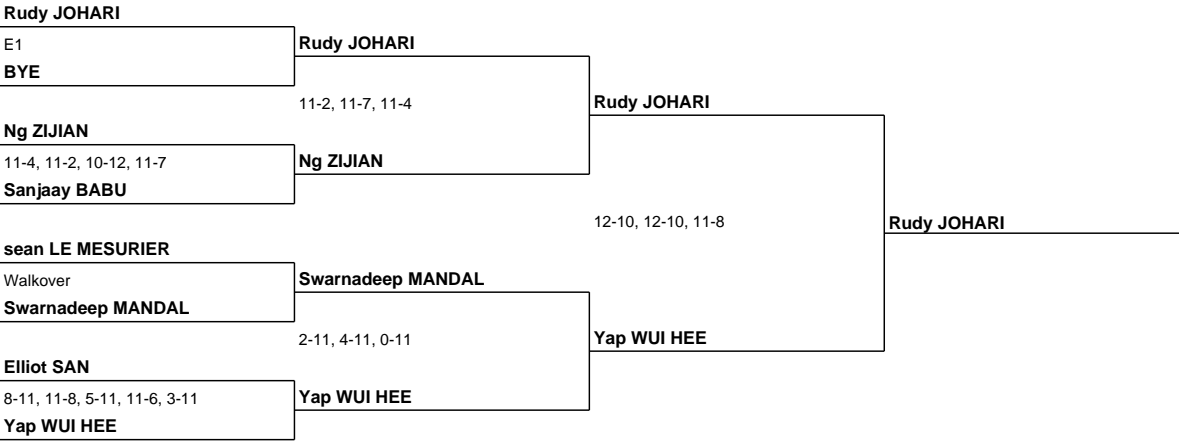 Rudy JOHARI
E1
BYE
Rudy JOHARI
11-2, 11-7, 11-4
Ng ZIJIAN
11-4, 11-2, 10-12, 11-7
Sanjaay BABU
Ng ZIJIAN
Rudy JOHARI
12-10, 12-10, 11-8
Rudy JOHARI
sean LE MESURIER
Walkover
Swarnadeep MANDAL
Swarnadeep MANDAL
2-11, 4-11, 0-11
Yap WUI HEE
Elliot SAN
8-11, 11-8, 5-11, 11-6, 3-11
Yap WUI HEE
Yap WUI HEE